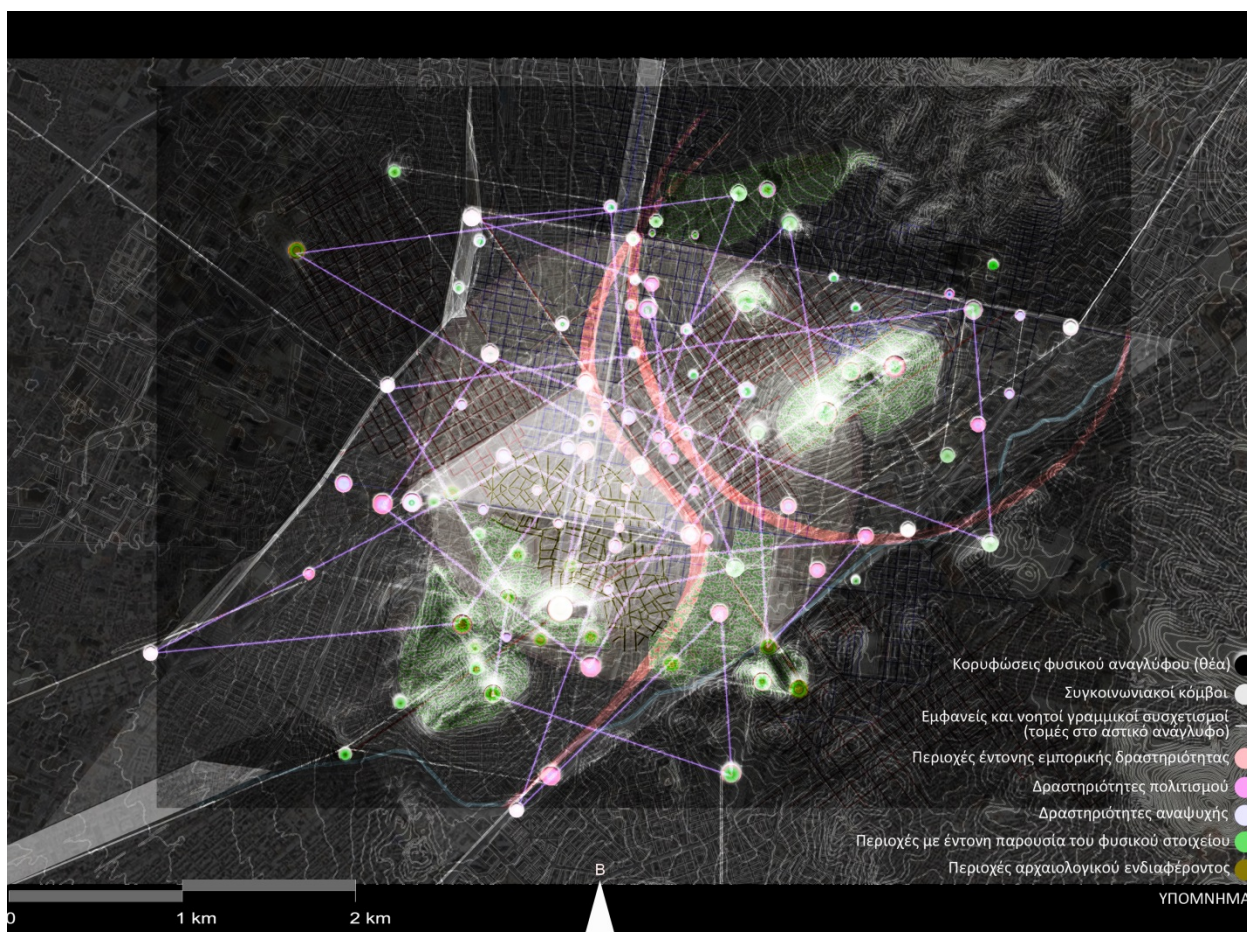 Κορυφώσεις φυσικού αναγλύφου (θέα)
Συγκοινωνιακοί κόμβοι
Εμφανείς και νοητοί γραμμικοί συσχετισμοί
(τομές στο αστικό ανάγλυφο)
Περιοχές έντονης εμπορικής δραστηριότητας
Δραστηριότητες πολιτισμού
Δραστηριότητες αναψυχής
Περιοχές με έντονη παρουσία του φυσικού στοιχείου
Περιοχές αρχαιολογικού ενδιαφέροντος
ΥΠΟΜΝΗΜΑ
B
0 1 km 2 km